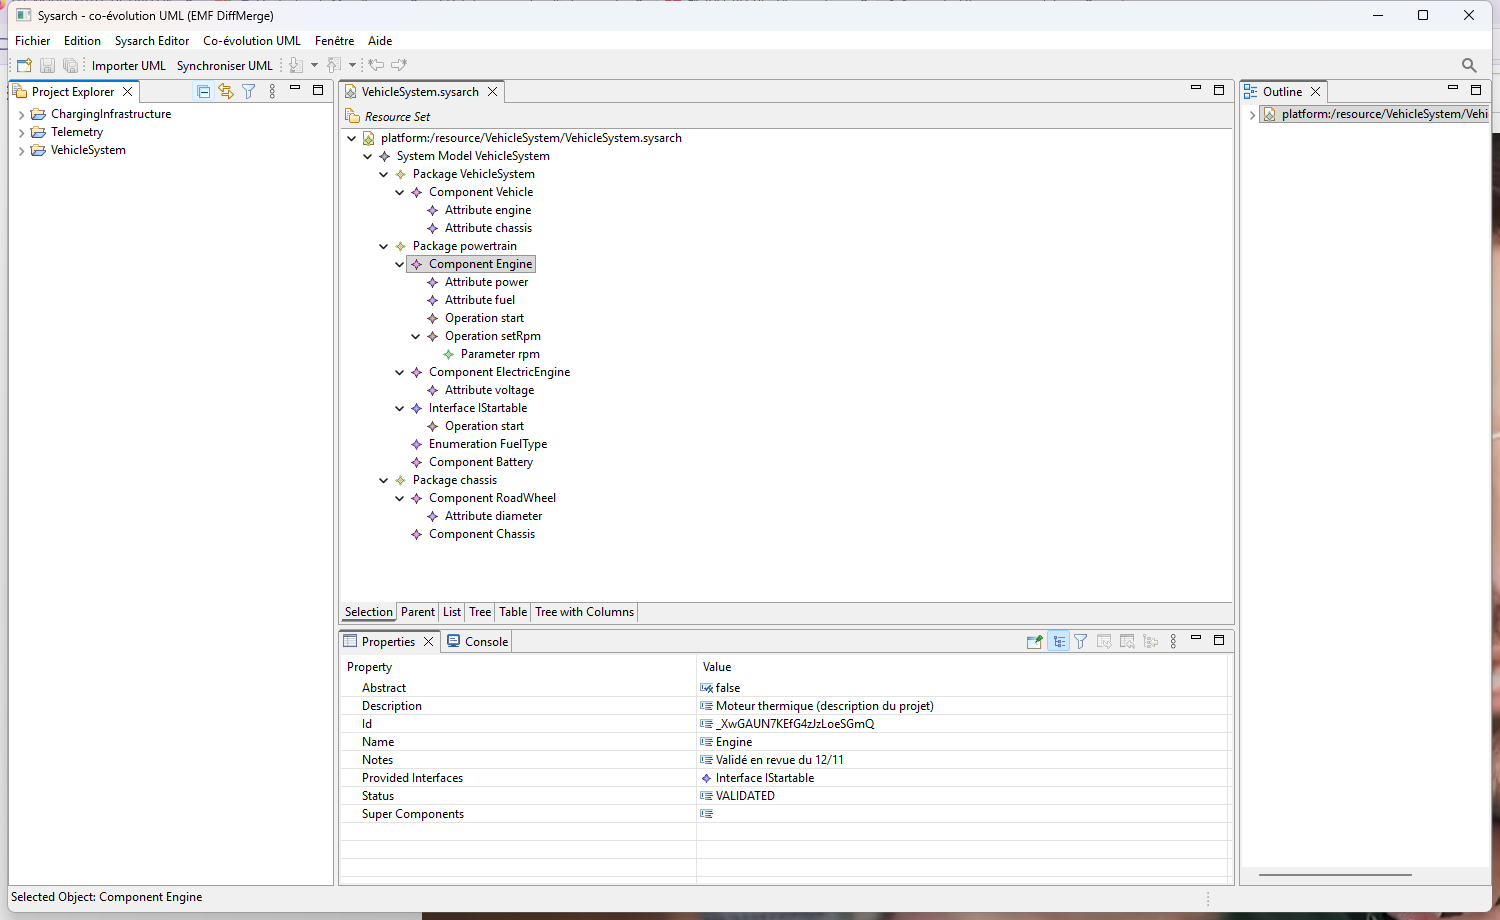 Sysarch - co-évolution UML (EMF DiffMerge)
Fichier Edition Sysarch Editor Co-évolution UML Fenêtre Aide
Importer UML Synchroniser UML
Project Explorer
ChargingInfrastructure
Telemetry
VehicleSystem
VehicleSystem.sysarch
Resource Set
platform:/resource/VehicleSystem/VehicleSystem.sysarch
System Model VehicleSystem
Package VehicleSystem
Component Vehicle
Attribute engine
Attribute chassis
Package powertrain
Component Engine
Attribute power
Attribute fuel
Operation start
Operation setRpm
Parameter rpm
Component ElectricEngine
Attribute voltage
Interface IStartable
Operation start
Enumeration FuelType
Component Battery
Package chassis
Component RoadWheel
Attribute diameter
Component Chassis
Selection Parent List Tree Table Tree with Columns
Properties Console
Property Value
Abstract false
Description Moteur thermique (description du projet)
Id _XwGAUN7KEfG4zJzLoeSGmQ
Name Engine
Notes Validé en revue du 12/11
Provided Interfaces Interface IStartable
Status VALIDATED
Super Components
Outline
platform:/resource/VehicleSystem/Vehi
Selected Object: Component Engine